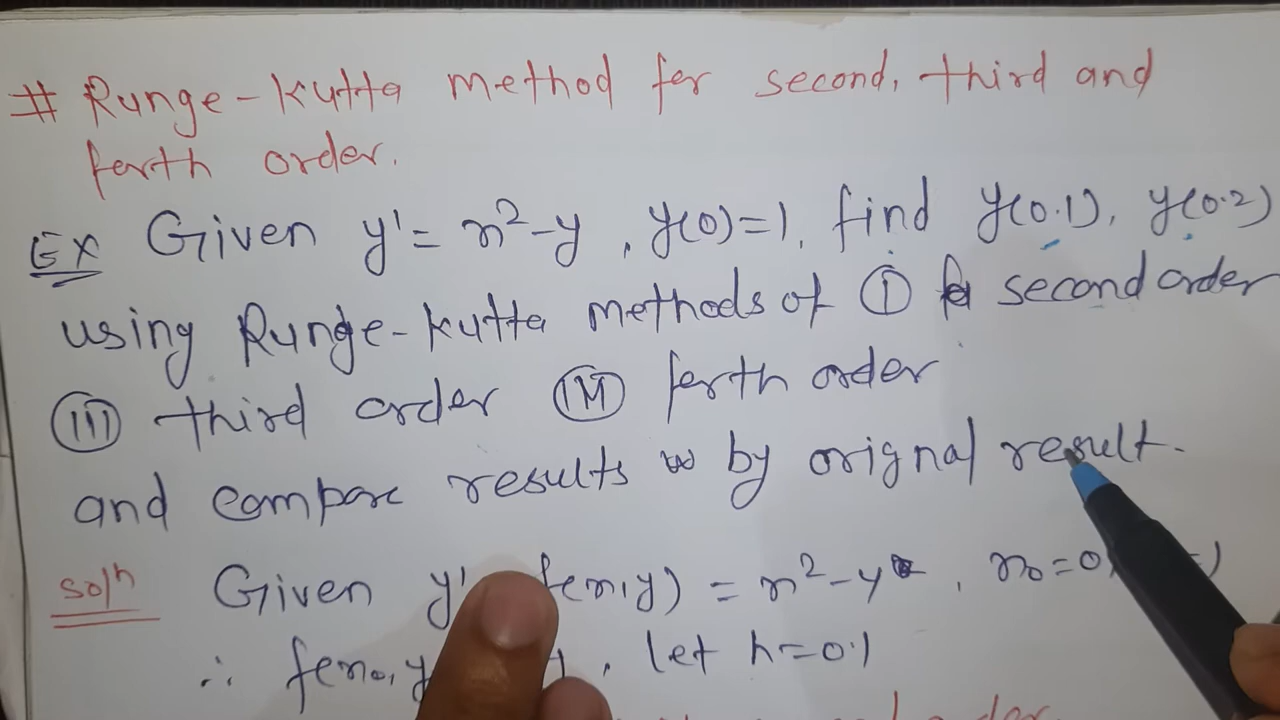 # Runge-Kutta method for second, third and
forth order.
Ex Given y' = x²-y, y(0)=1, find y(0.1), y(0.2)
using Runge-Kutta methods of (I) second order
(III) third order (IV) forth order
and compare results by orignal result.
Solⁿ Given y' f(x,y) = x²-y, x₀=0,
∴ f(x₀,y , let h=0.1